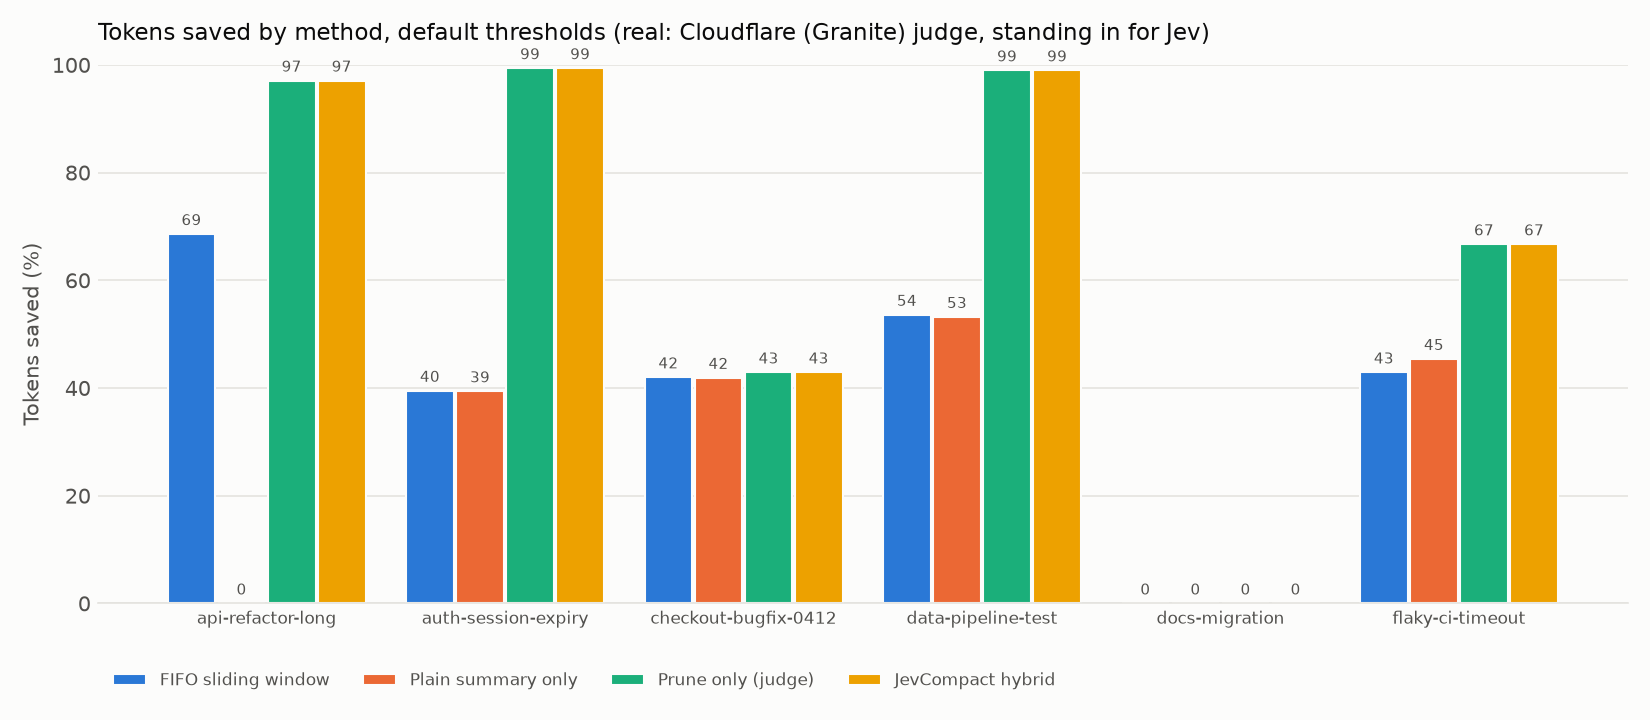 Tokens saved by method, default thresholds (real: Cloudflare (Granite) judge, standing in for Jev)
Tokens saved (%)
100
80
60
40
20
0
69 0 97 97
40 39 99 99
42 42 43 43
54 53 99 99
0 0 0 0
43 45 67 67
api-refactor-long auth-session-expiry checkout-bugfix-0412 data-pipeline-test docs-migration flaky-ci-timeout
FIFO sliding window Plain summary only Prune only (judge) JevCompact hybrid